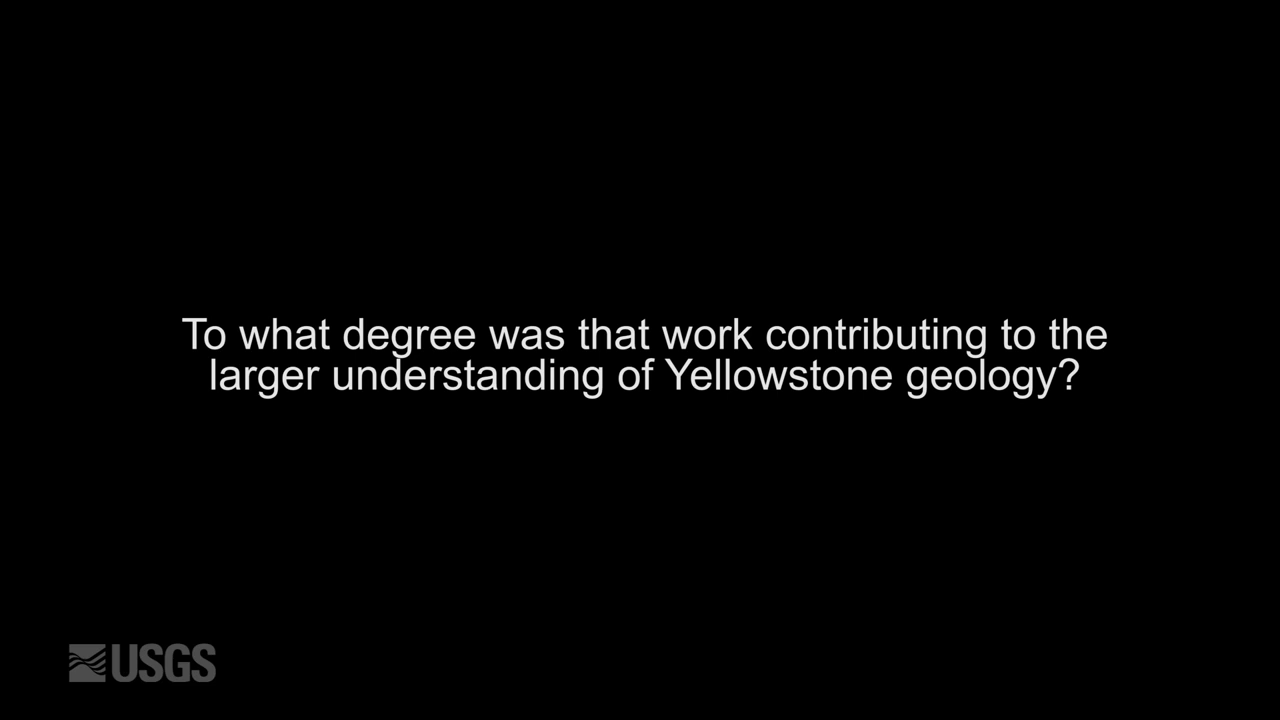 To what degree was that work contributing to the
larger understanding of Yellowstone geology?
USGS